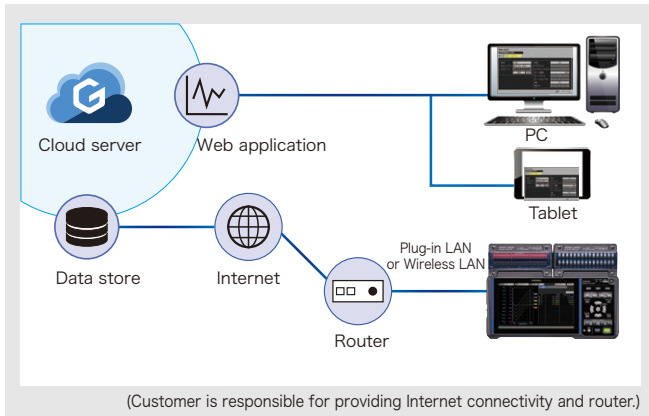 Cloud server
Web application
PC
Tablet
Data store
Internet
Plug-in LAN
or Wireless LAN
Router
(Customer is responsible for providing Internet connectivity and router.)